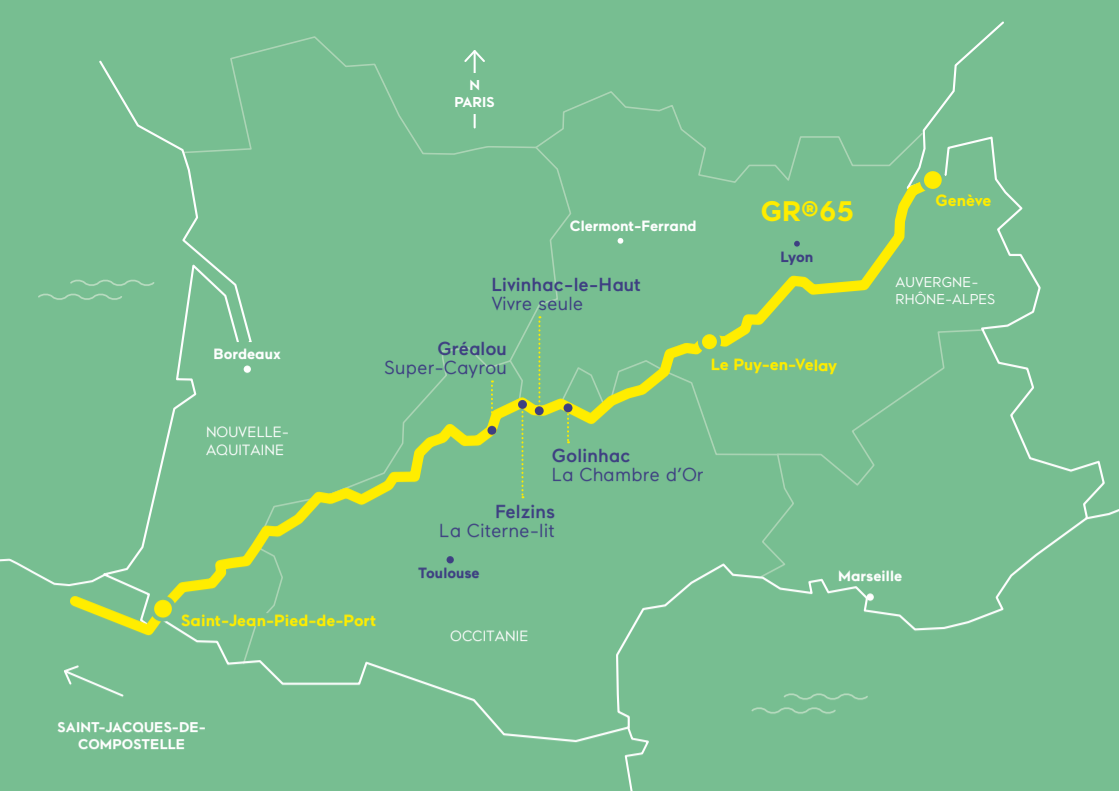 N
PARIS
GR®65
Genève
Clermont-Ferrand
Lyon
AUVERGNE-
RHÔNE-ALPES
Livinhac-le-Haut
Vivre seule
Gréalou
Super-Cayrou
Bordeaux
Le Puy-en-Velay
NOUVELLE-
AQUITAINE
Golinhac
La Chambre d'Or
Felzins
La Citerne-lit
Toulouse
Marseille
Saint-Jean-Pied-de-Port
OCCITANIE
SAINT-JACQUES-DE-
COMPOSTELLE